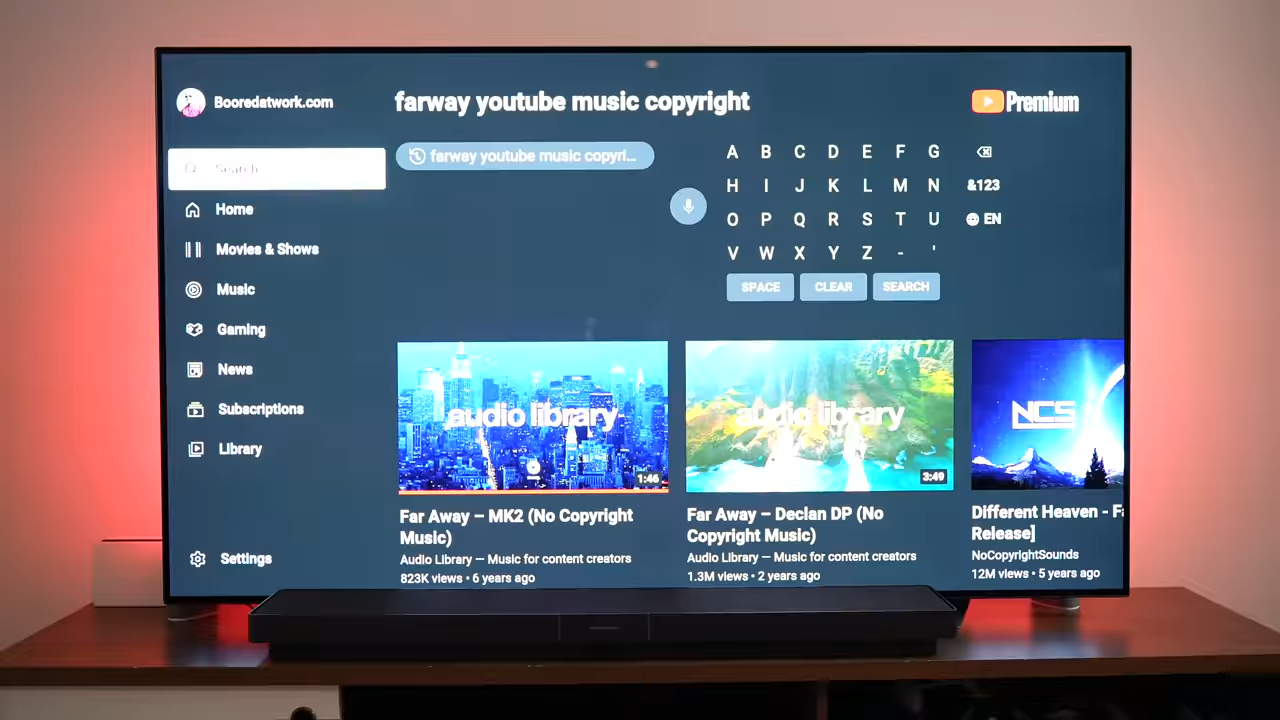 Booredatwork.com
farway youtube music copyright
Premium
farway youtube music copyri...
Search
Home
Movies & Shows
Music
Gaming
News
Subscriptions
Library
Settings
A B C D E F G
H I J K L M N &123
O P Q R S T U EN
V W X Y Z - '
SPACE CLEAR SEARCH
audio library
1:46
Far Away – MK2 (No Copyright
Music)
Audio Library — Music for content creators
823K views • 6 years ago
audio library
3:49
Far Away – Declan DP (No
Copyright Music)
Audio Library — Music for content creators
1.3M views • 2 years ago
NCS
Different Heaven - Fa
Release]
NoCopyrightSounds
12M views • 5 years ago